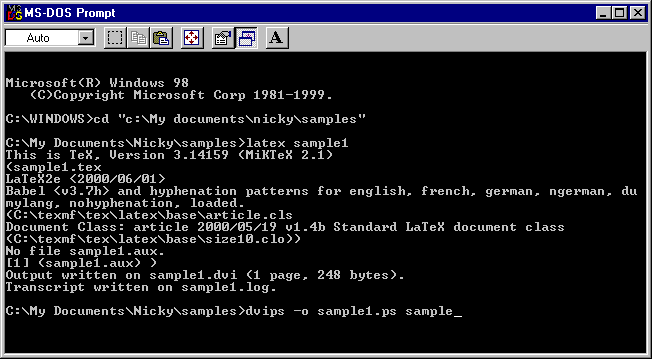 MS-DOS Prompt
Auto
A
Microsoft(R) Windows 98
(C)Copyright Microsoft Corp 1981-1999.
C:\WINDOWS>cd "c:\My documents\nicky\samples"
C:\My Documents\Nicky\samples>latex sample1
This is TeX, Version 3.14159 (MiKTeX 2.1)
(sample1.tex
LaTeX2e <2000/06/01>
Babel <v3.7h> and hyphenation patterns for english, french, german, ngerman, du
mylang, nohyphenation, loaded.
(C:\texmf\tex\latex\base\article.cls
Document Class: article 2000/05/19 v1.4b Standard LaTeX document class
(C:\texmf\tex\latex\base\size10.clo))
No file sample1.aux.
[1] (sample1.aux) )
Output written on sample1.dvi (1 page, 248 bytes).
Transcript written on sample1.log.
C:\My Documents\Nicky\samples>dvips -o sample1.ps sample_